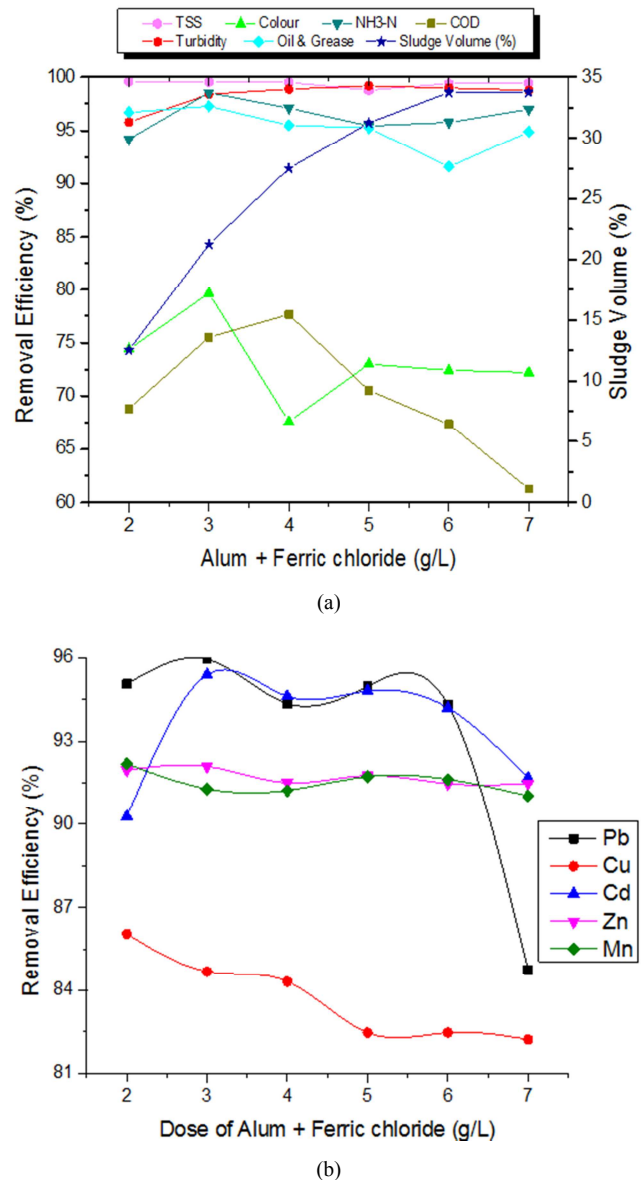 TSS Colour NH3-N COD
Turbidity Oil & Grease Sludge Volume (%)
100 35
95 30
90 25
85 20
80 15
75 10
70 5
65 0
60
Removal Efficiency (%)
Sludge Volume (%)
2 3 4 5 6 7
Alum + Ferric chloride (g/L)
(a)
96
93
90
87
84
81
Removal Efficiency (%)
Pb
Cu
Cd
Zn
Mn
2 3 4 5 6 7
Dose of Alum + Ferric chloride (g/L)
(b)